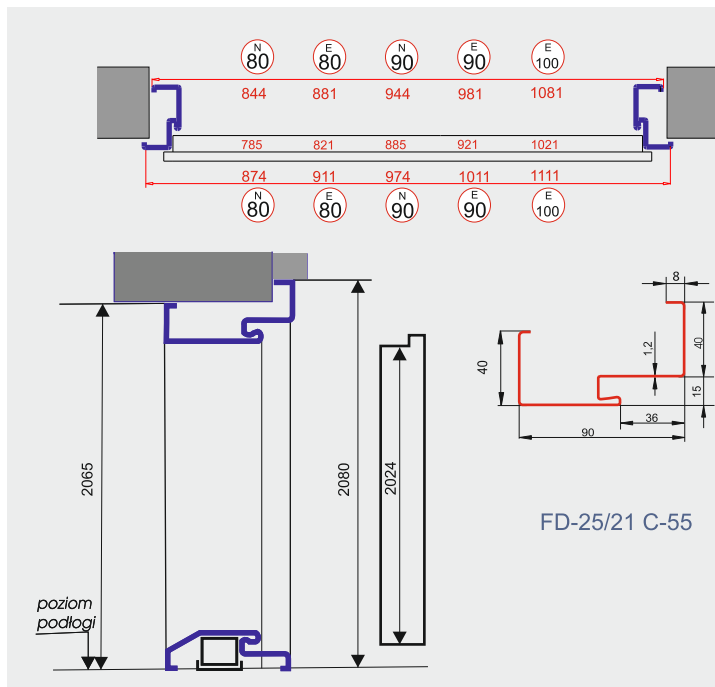 N E N E E
80 80 90 90 100
844 881 944 981 1081
785 821 885 921 1021
874 911 974 1011 1111
N E N E E
80 80 90 90 100
8
40
1,2
40
15
36
90
2065
2080
2024
FD-25/21 C-55
poziom
podłogi